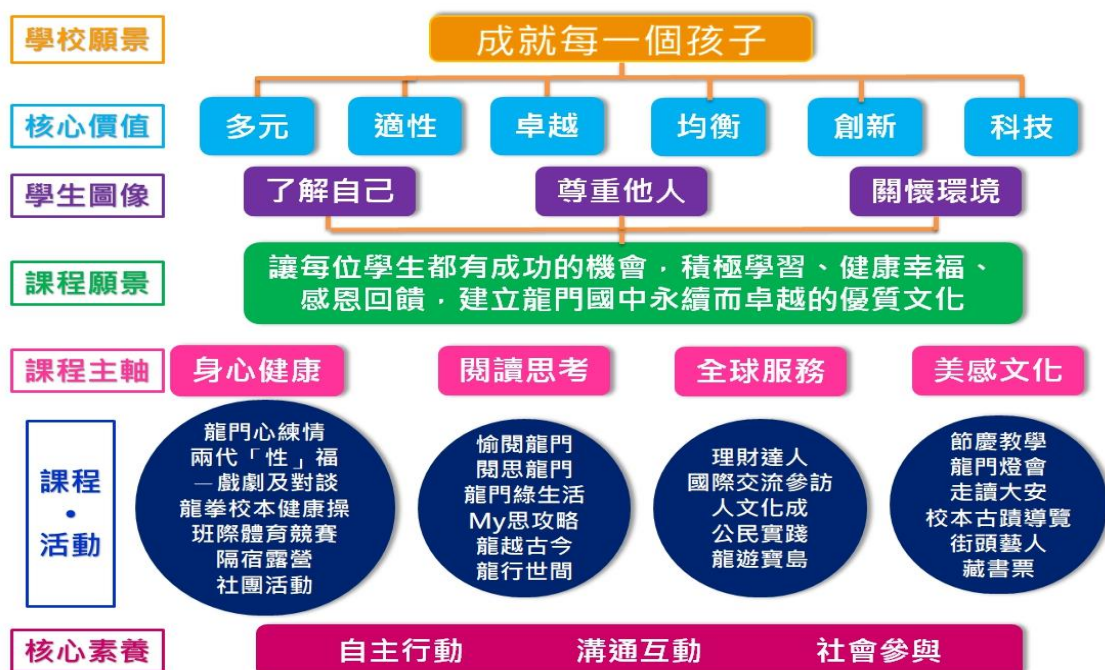 學校願景
成就每一個孩子
核心價值
多元
適性
卓越
均衡
創新
科技
學生圖像
了解自己
尊重他人
關懷環境
課程願景
讓每位學生都有成功的機會，積極學習、健康幸福、
感恩回饋，建立龍門國中永續而卓越的優質文化
課程主軸
身心健康
閱讀思考
全球服務
美感文化
課程
・
活動
龍門心練情
兩代「性」福
－戲劇及對談
龍拳校本健康操
班際體育競賽
隔宿露營
社團活動
愉閱龍門
閱思龍門
龍門綠生活
My思攻略
龍越古今
龍行世間
理財達人
國際交流參訪
人文化成
公民實踐
龍遊寶島
節慶教學
龍門燈會
走讀大安
校本古蹟導覽
街頭藝人
藏書票
核心素養
自主行動
溝通互動
社會參與